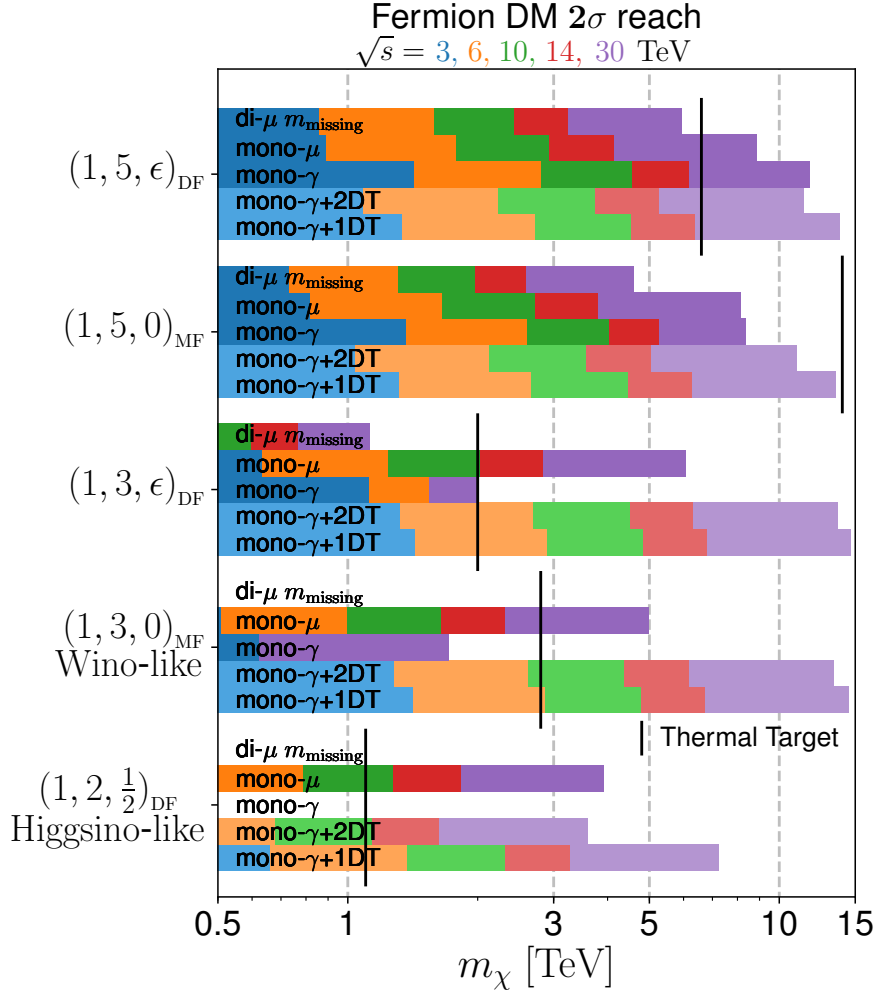 Fermion DM 2σ reach
√s = 3, 6, 10, 14, 30 TeV
(1, 5, ϵ)DF
di-μ mmissing
mono-μ
mono-γ
mono-γ+2DT
mono-γ+1DT
(1, 5, 0)MF
di-μ mmissing
mono-μ
mono-γ
mono-γ+2DT
mono-γ+1DT
(1, 3, ϵ)DF
di-μ mmissing
mono-μ
mono-γ
mono-γ+2DT
mono-γ+1DT
(1, 3, 0)MF
Wino-like
di-μ mmissing
mono-μ
mono-γ
mono-γ+2DT
mono-γ+1DT
Thermal Target
(1, 2, 1/2)DF
Higgsino-like
di-μ mmissing
mono-μ
mono-γ
mono-γ+2DT
mono-γ+1DT
0.5 1 3 5 10 15
mχ [TeV]